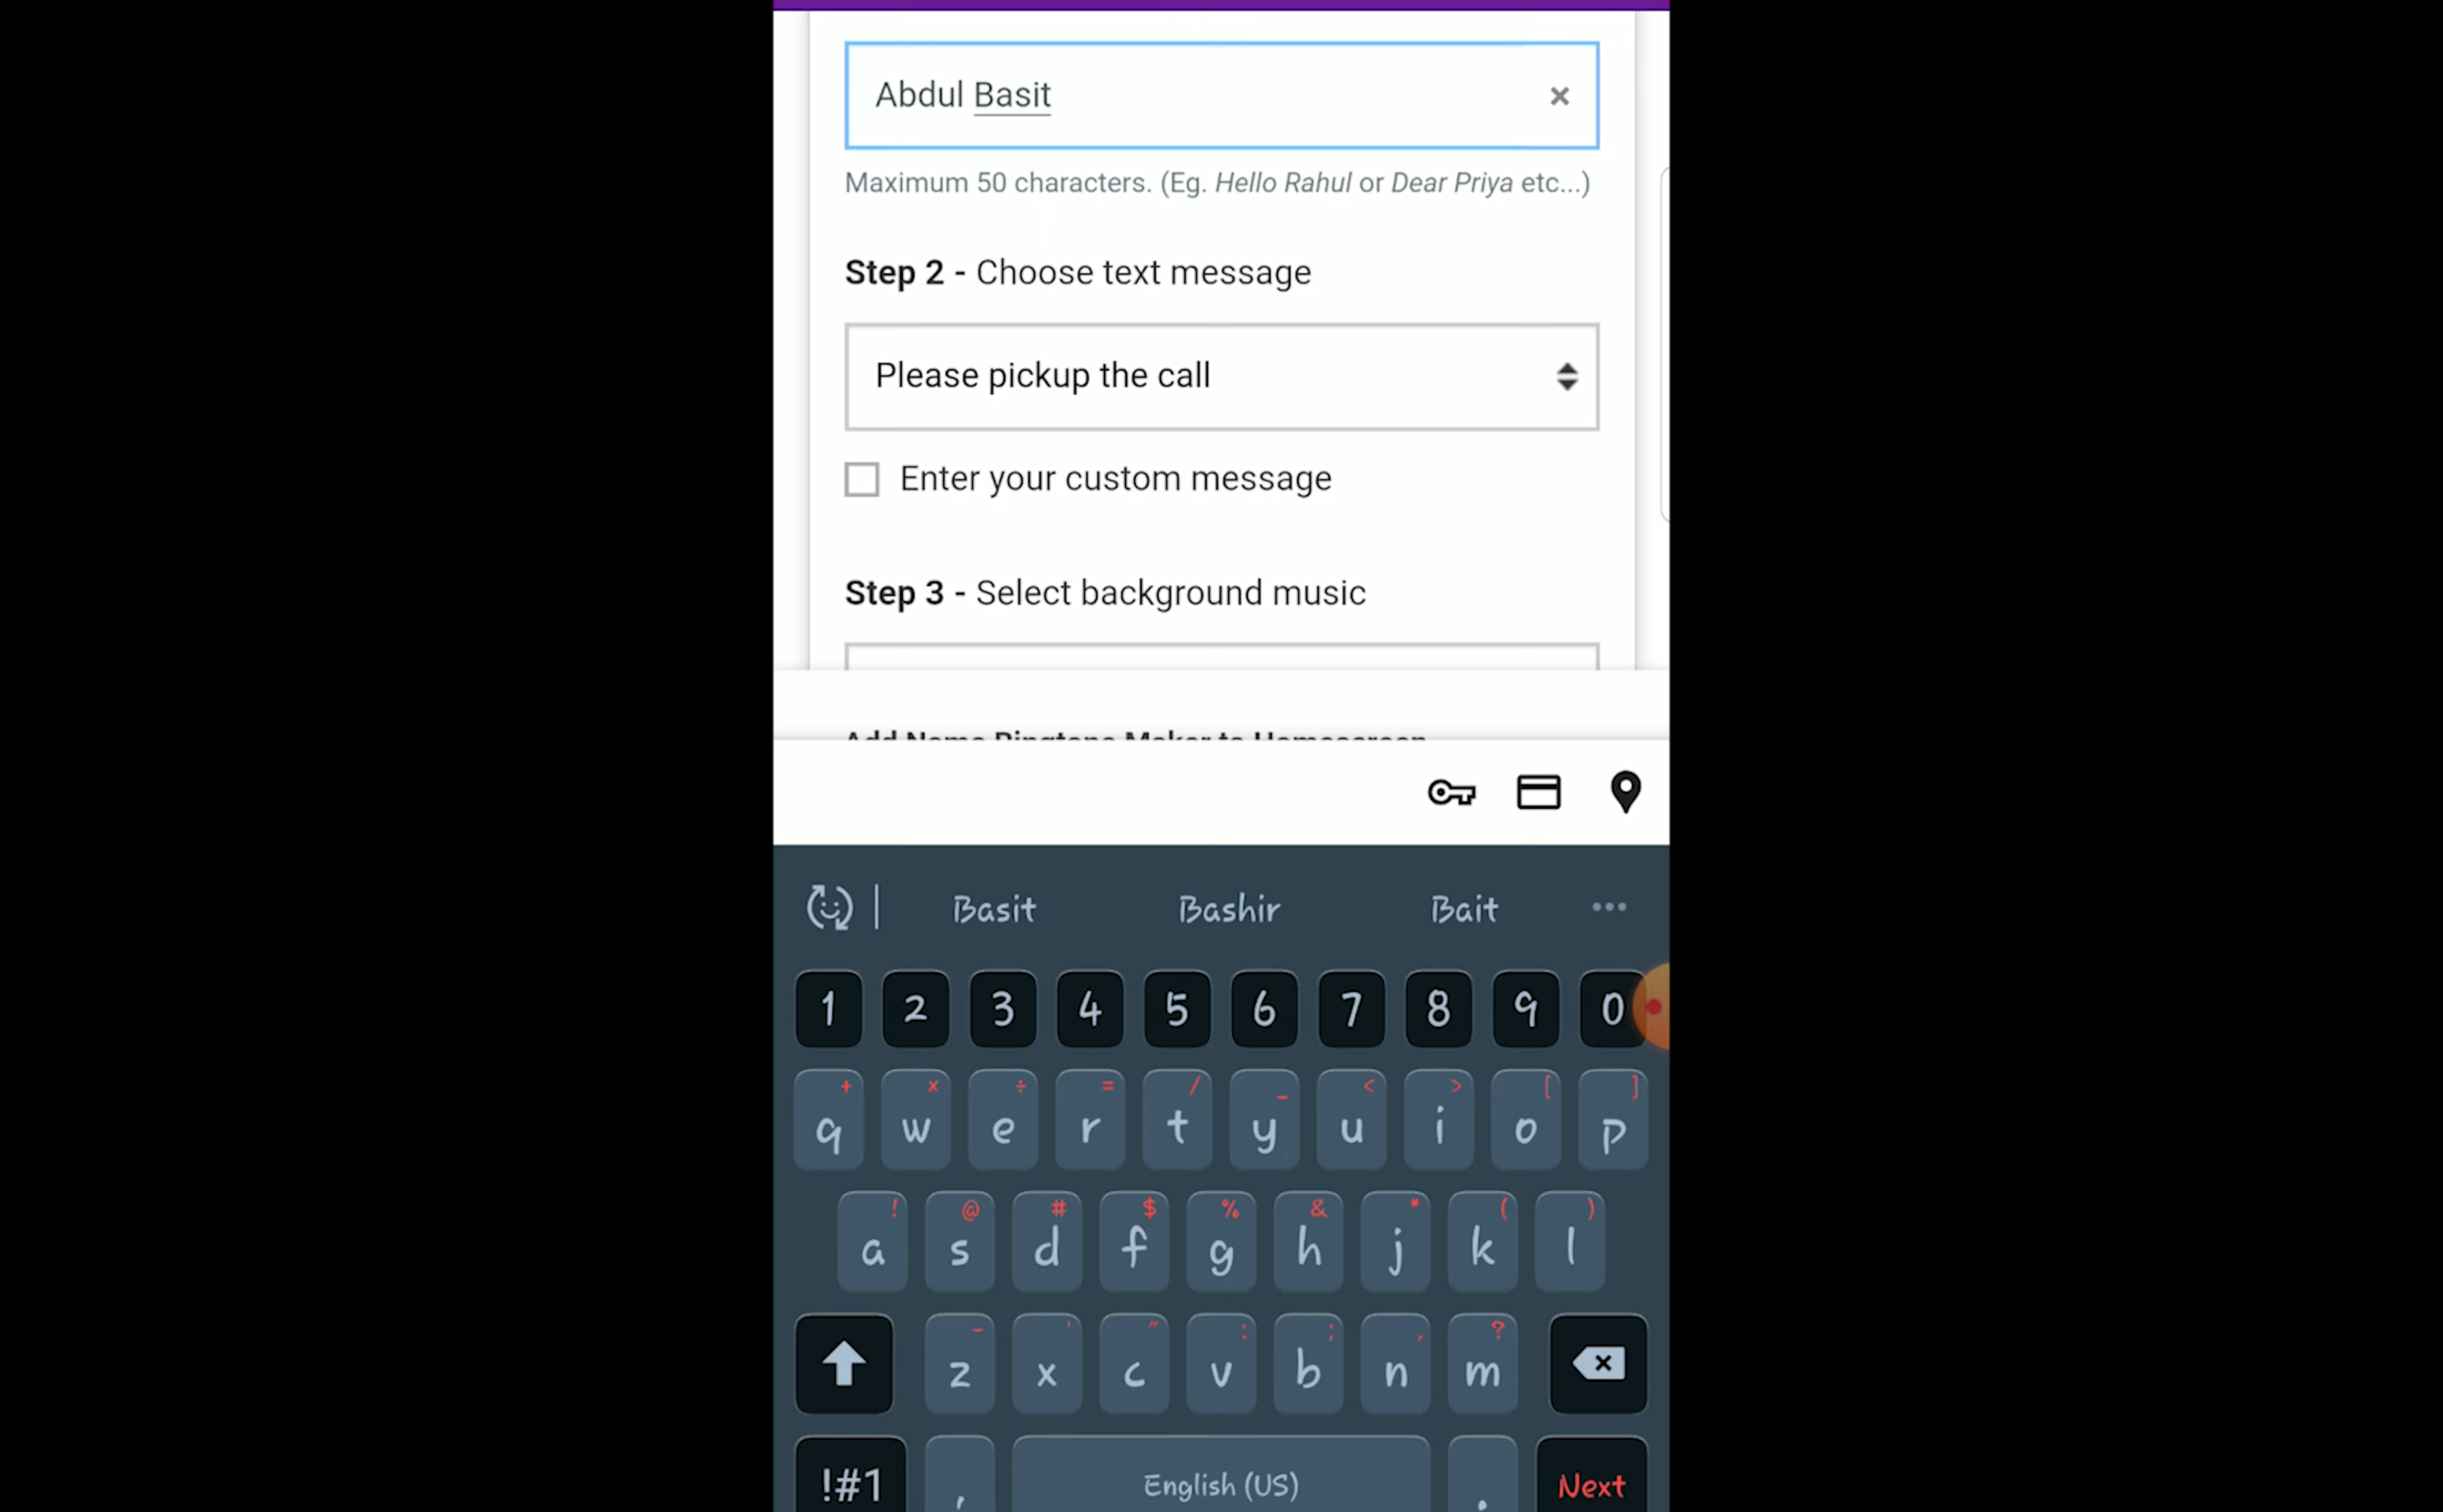 Abdul Basit ×
Maximum 50 characters. (Eg. Hello Rahul or Dear Priya etc...)
Step 2 - Choose text message
Please pickup the call
Enter your custom message
Step 3 - Select background music
Add Name Ringtone Maker to Homescreen
Basit Bashir Bait ...
1 2 3 4 5 6 7 8 9 0
+ × ÷ = / _ < > [ ]
q w e r t y u i o p
! @ # $ % & * ( )
a s d f g h j k l
- ' " : ; , ?
z x c v b n m
!#1 , English (US) . Next